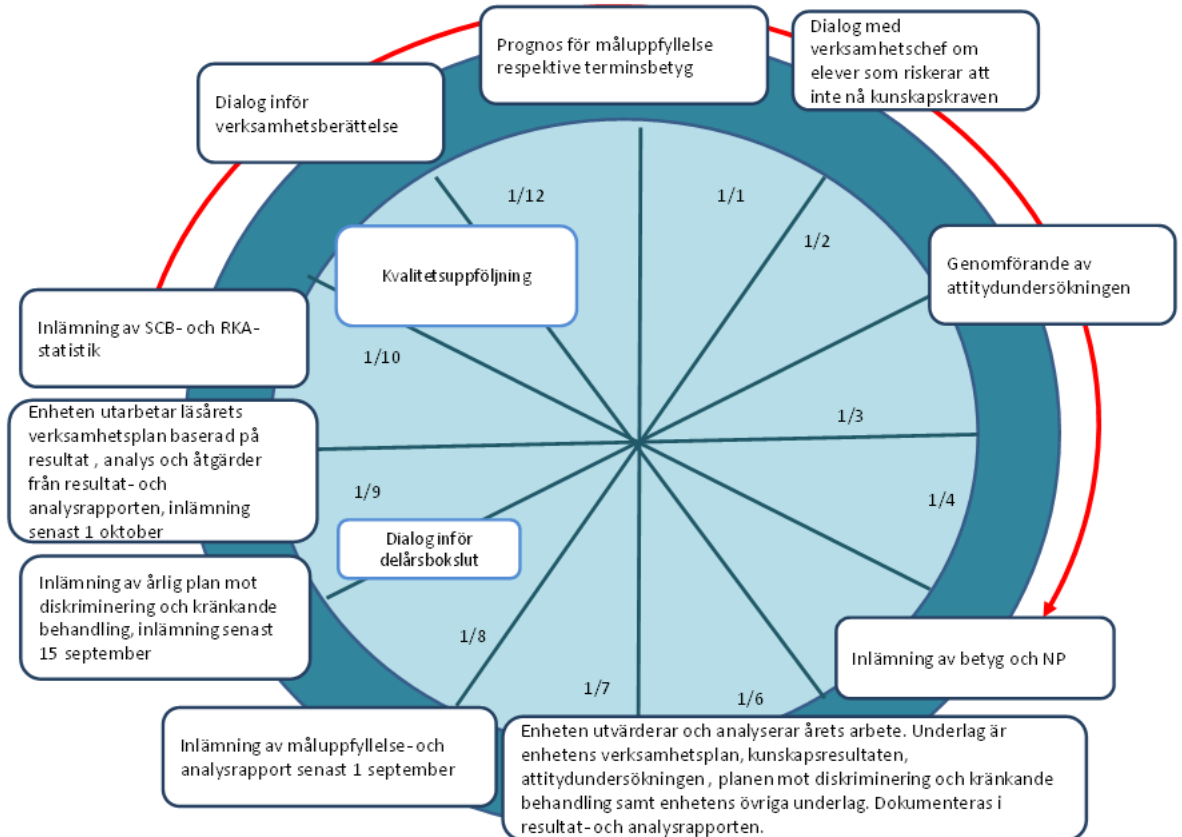 Prognos för måluppfyllelse
respektive terminsbetyg
Dialog med
verksamhetschef om
elever som riskerar att
inte nå kunskapskraven
Dialog inför
verksamhetsberättelse
Genomförande av
attitydundersökningen
Inlämning av SCB- och RKA-
statistik
Enheten utarbetar läsårets
verksamhetsplan baserad på
resultat , analys och åtgärder
från resultat- och
analysrapporten, inlämning
senast 1 oktober
Inlämning av årlig plan mot
diskriminering och kränkande
behandling, inlämning senast
15 september
Inlämning av måluppfyllelse- och
analysrapport senast 1 september
Enheten utvärderar och analyserar årets arbete. Underlag är
enhetens verksamhetsplan, kunskapsresultaten,
attitydundersökningen , planen mot diskriminering och kränkande
behandling samt enhetens övriga underlag. Dokumenteras i
resultat- och analysrapporten.
Inlämning av betyg och NP
Kvalitetsuppföljning
Dialog inför
delårsbokslut
1/12
1/1
1/2
1/3
1/4
1/6
1/7
1/8
1/9
1/10